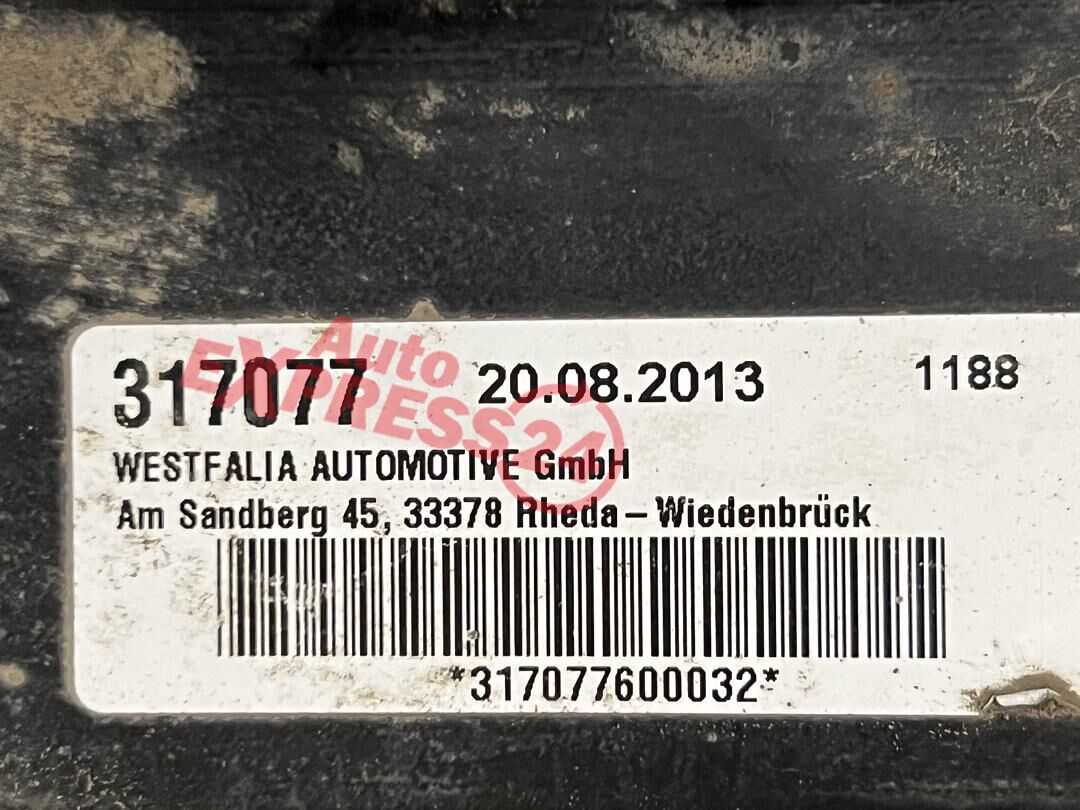 317077 20.08.2013 1188
Auto
EXPRESS24
WESTFALIA AUTOMOTIVE GmbH
Am Sandberg 45, 33378 Rheda–Wiedenbrück
*317077600032*